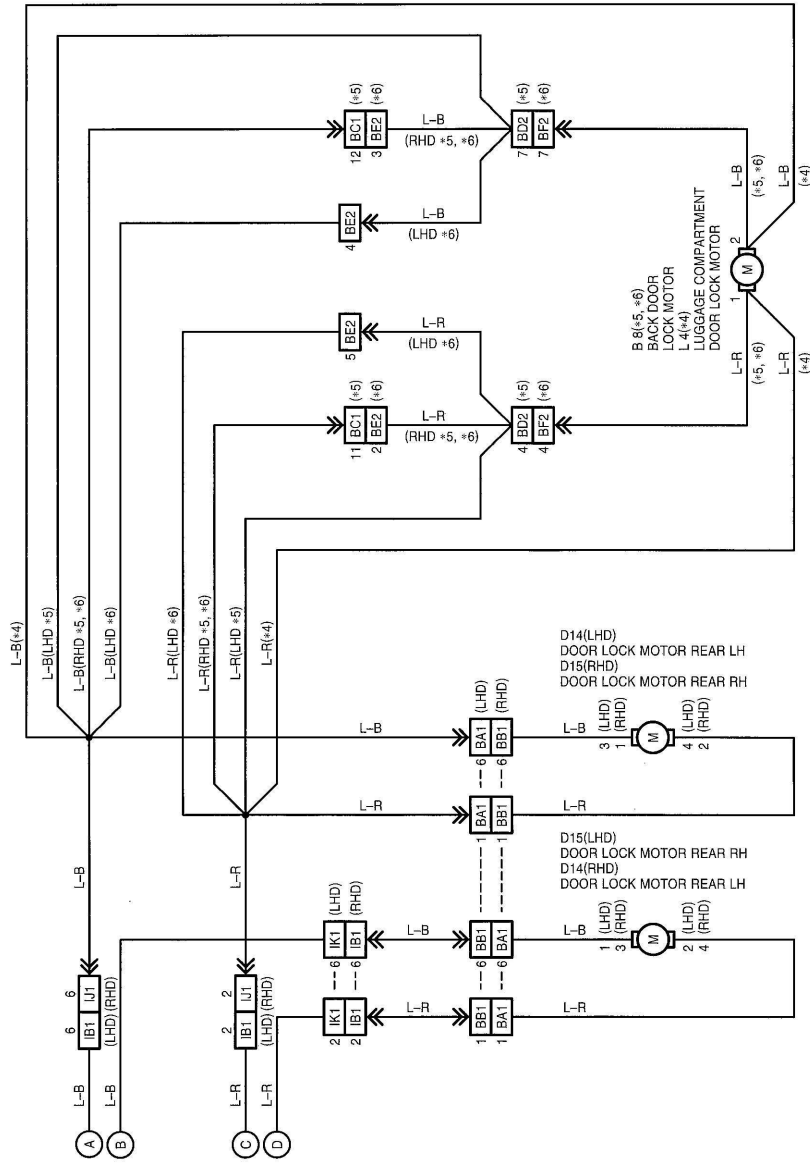 L–B(*4)
L–B(LHD *5)
L–B(RHD *5, *6)
L–B(LHD *6)
L–R(LHD *6)
L–R(RHD *5, *6)
L–R(LHD *5)
L–R(*4)
12 BC1 (*5)
3 BE2 (*6)
L–B
(RHD *5, *6)
7 BD2 (*5)
7 BF2 (*6)
4 BE2
L–B
(LHD *6)
5 BE2
L–R
(LHD *6)
11 BC1 (*5)
2 BE2 (*6)
L–R
(RHD *5, *6)
4 BD2 (*5)
4 BF2 (*6)
L–B
(*5, *6)
L–B
(*4)
2
M
1
L–R
(*5, *6)
L–R
(*4)
B 8(*5, *6)
BACK DOOR
LOCK MOTOR
L 4(*4)
LUGGAGE COMPARTMENT
DOOR LOCK MOTOR
L–B
L–R
1 BA1 6 BA1 (LHD)
1 BB1 6 BB1 (RHD)
L–B
L–R
3 (LHD)
1 (RHD)
M
4 (LHD)
2 (RHD)
D14(LHD)
DOOR LOCK MOTOR REAR LH
D15(RHD)
DOOR LOCK MOTOR REAR RH
L–B
L–R
6 6
IB1 IJ1
(LHD) (RHD)
2 2
IB1 IJ1
(LHD) (RHD)
2 IK1 6 IK1 (LHD)
2 IB1 6 IB1 (RHD)
L–B
L–R
1 BB1 6 BB1
1 BA1 6 BA1
L–B
L–R
1 (LHD)
3 (RHD)
M
2 (LHD)
4 (RHD)
D15(LHD)
DOOR LOCK MOTOR REAR RH
D14(RHD)
DOOR LOCK MOTOR REAR LH
A L–B
B L–B
C L–R
D L–R